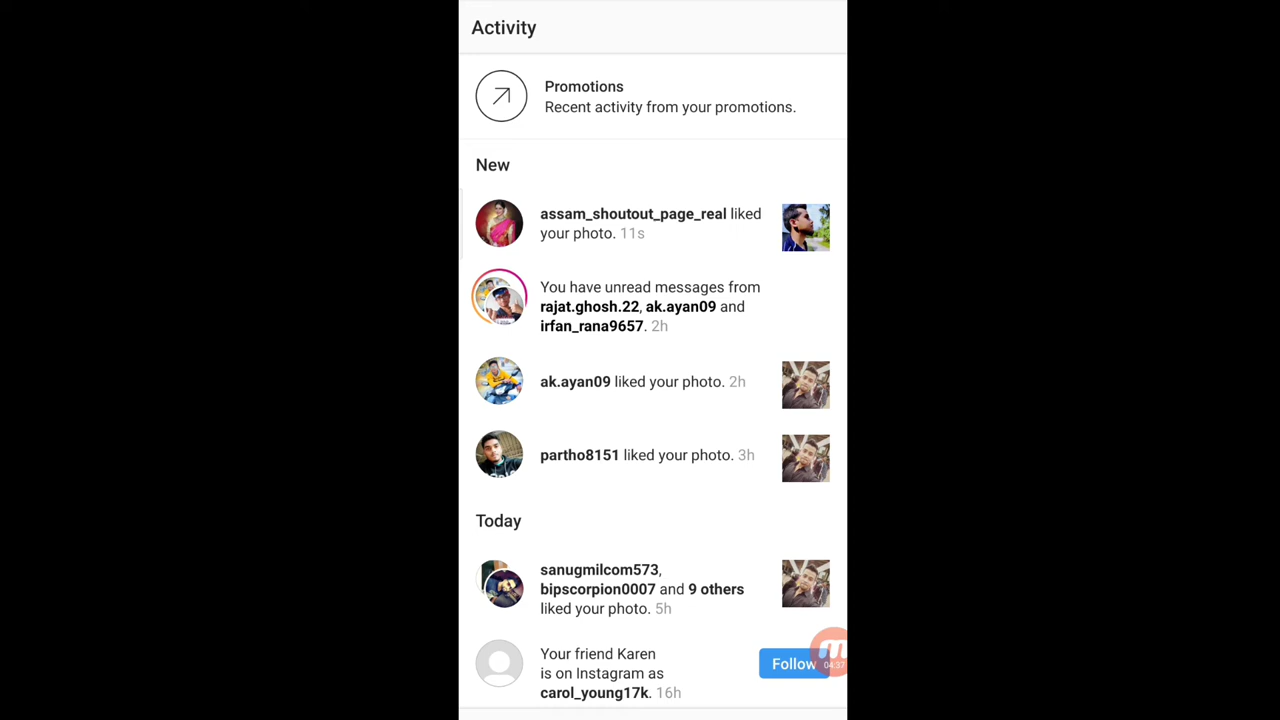 Activity
Promotions
Recent activity from your promotions.
New
assam_shoutout_page_real liked
your photo. 11s
You have unread messages from
rajat.ghosh.22, ak.ayan09 and
irfan_rana9657. 2h
ak.ayan09 liked your photo. 2h
partho8151 liked your photo. 3h
Today
sanugmilcom573,
bipscorpion0007 and 9 others
liked your photo. 5h
Your friend Karen
is on Instagram as
carol_young17k. 16h
Follow
04:37